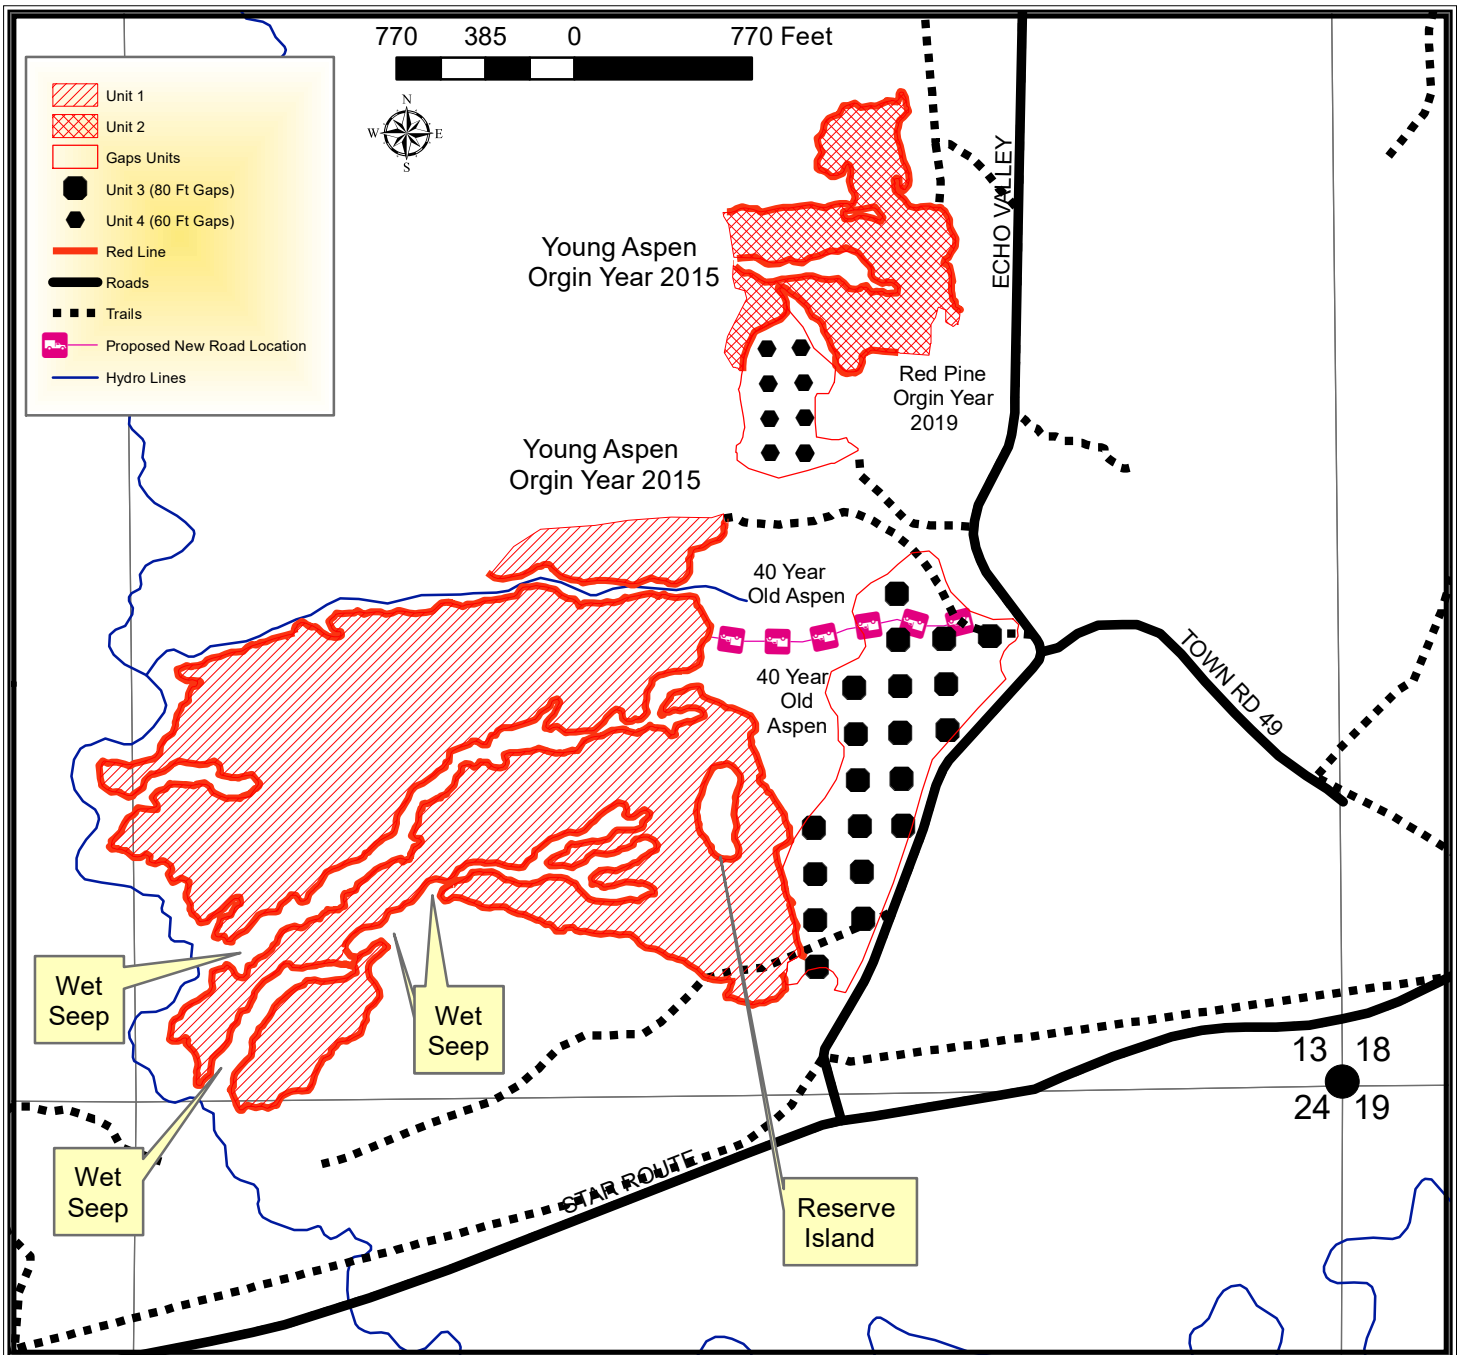 770 385 0 770 Feet
N
W E
S
Unit 1
Unit 2
Gaps Units
Unit 3 (80 Ft Gaps)
Unit 4 (60 Ft Gaps)
Red Line
Roads
Trails
Proposed New Road Location
Hydro Lines
ECHO VALLEY
Young Aspen
Orgin Year 2015
Red Pine
Orgin Year
2019
Young Aspen
Orgin Year 2015
40 Year
Old Aspen
40 Year
Old
Aspen
TOWN RD 49
Wet
Seep
Wet
Seep
13 18
24 19
Wet
Seep
STAR ROUTE
Reserve
Island